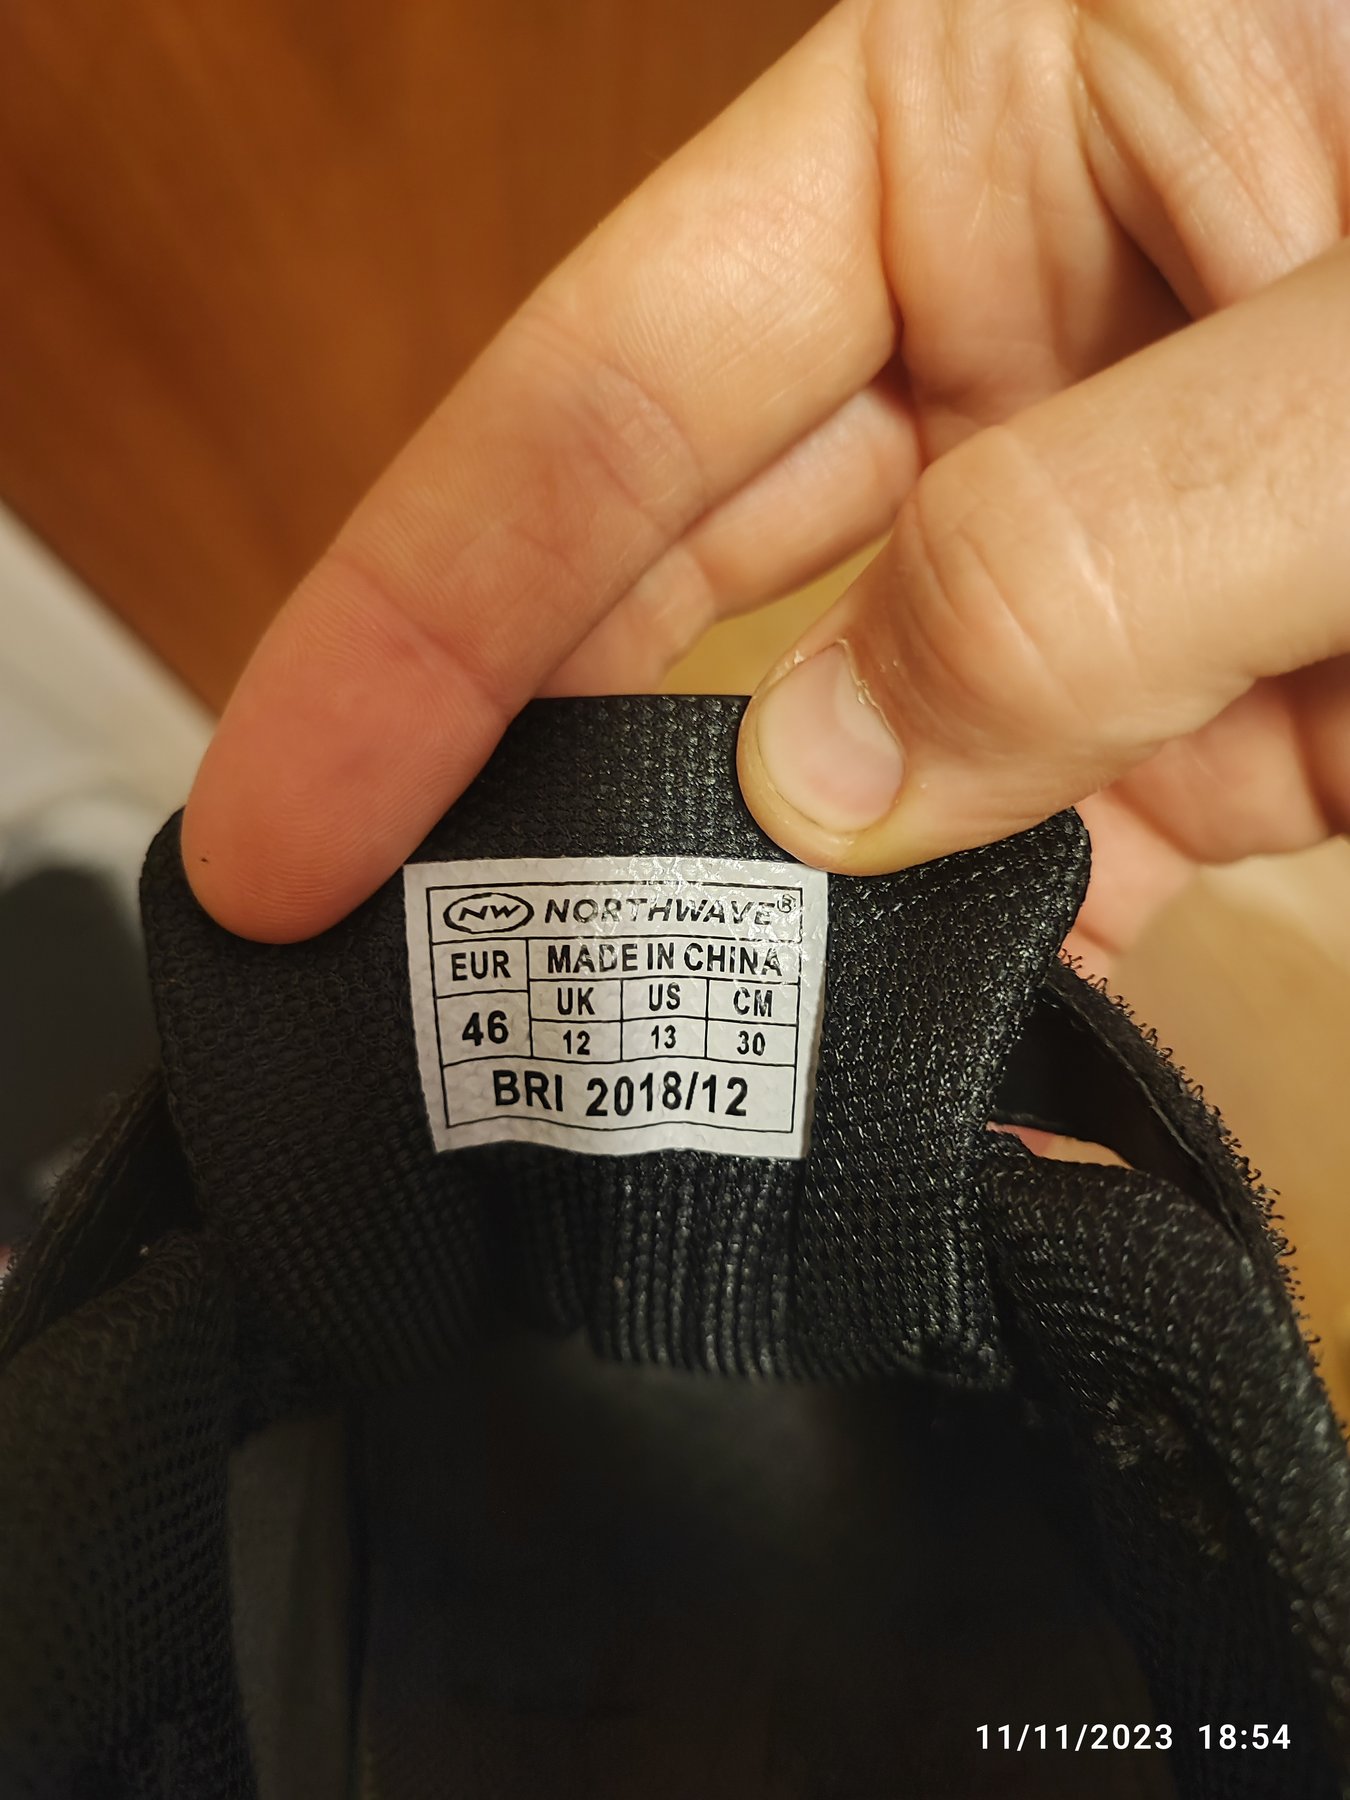 NW NORTHWAVE®
EUR MADE IN CHINA
UK US CM
46 12 13 30
BRI 2018/12
11/11/2023 18:54